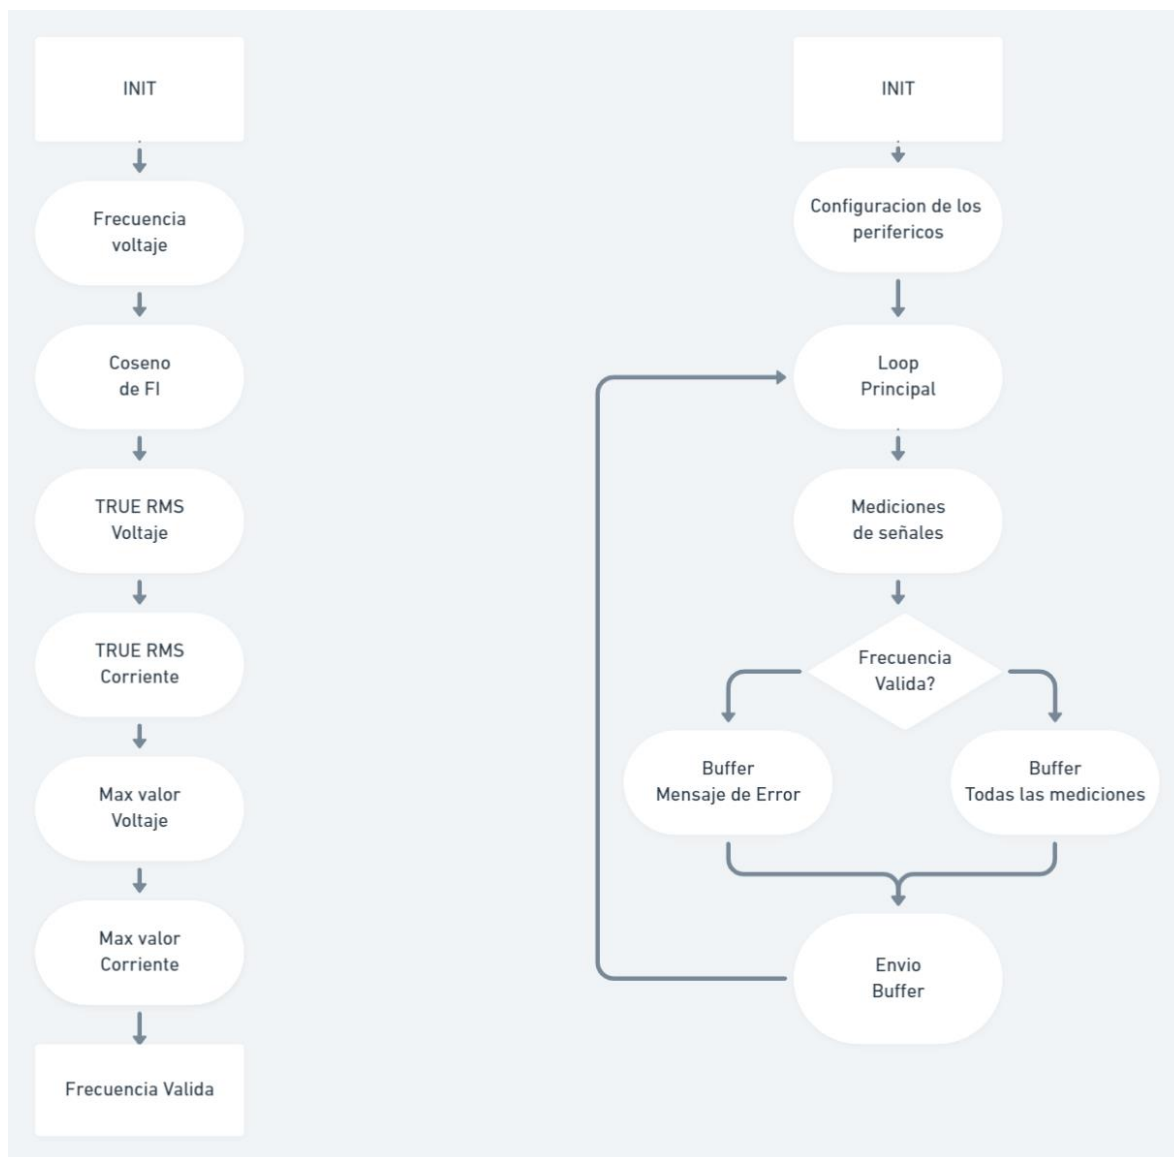 INIT
Frecuencia
voltaje
Coseno
de FI
TRUE RMS
Voltaje
TRUE RMS
Corriente
Max valor
Voltaje
Max valor
Corriente
Frecuencia Valida
INIT
Configuracion de los
perifericos
Loop
Principal
Mediciones
de señales
Frecuencia
Valida?
Buffer
Mensaje de Error
Buffer
Todas las mediciones
Envio
Buffer